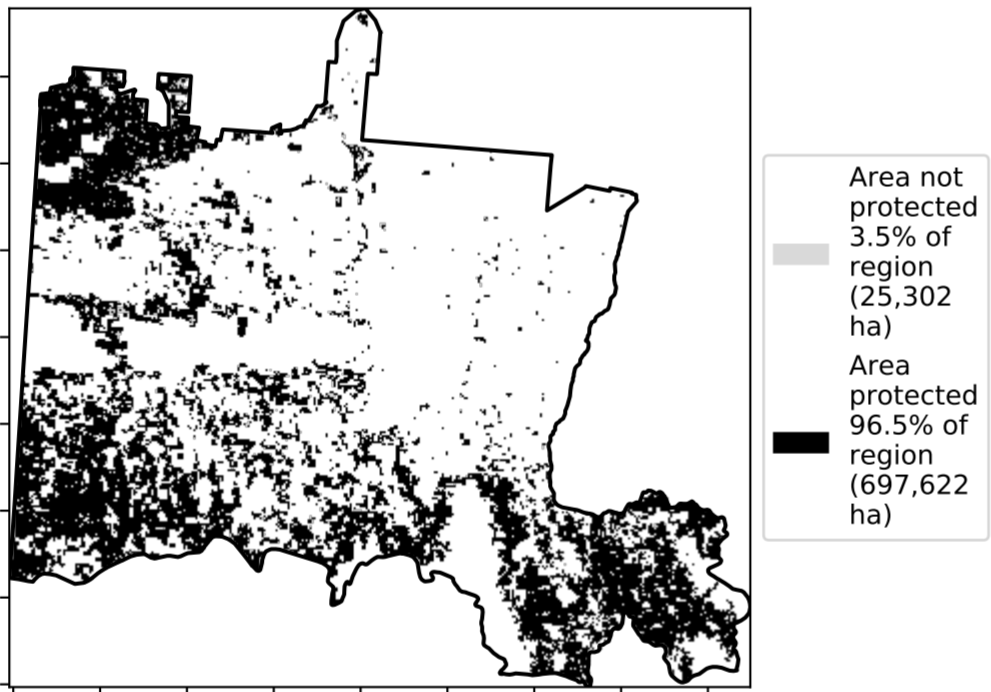 Area not
protected
3.5% of
region
(25,302
ha)
Area
protected
96.5% of
region
(697,622
ha)